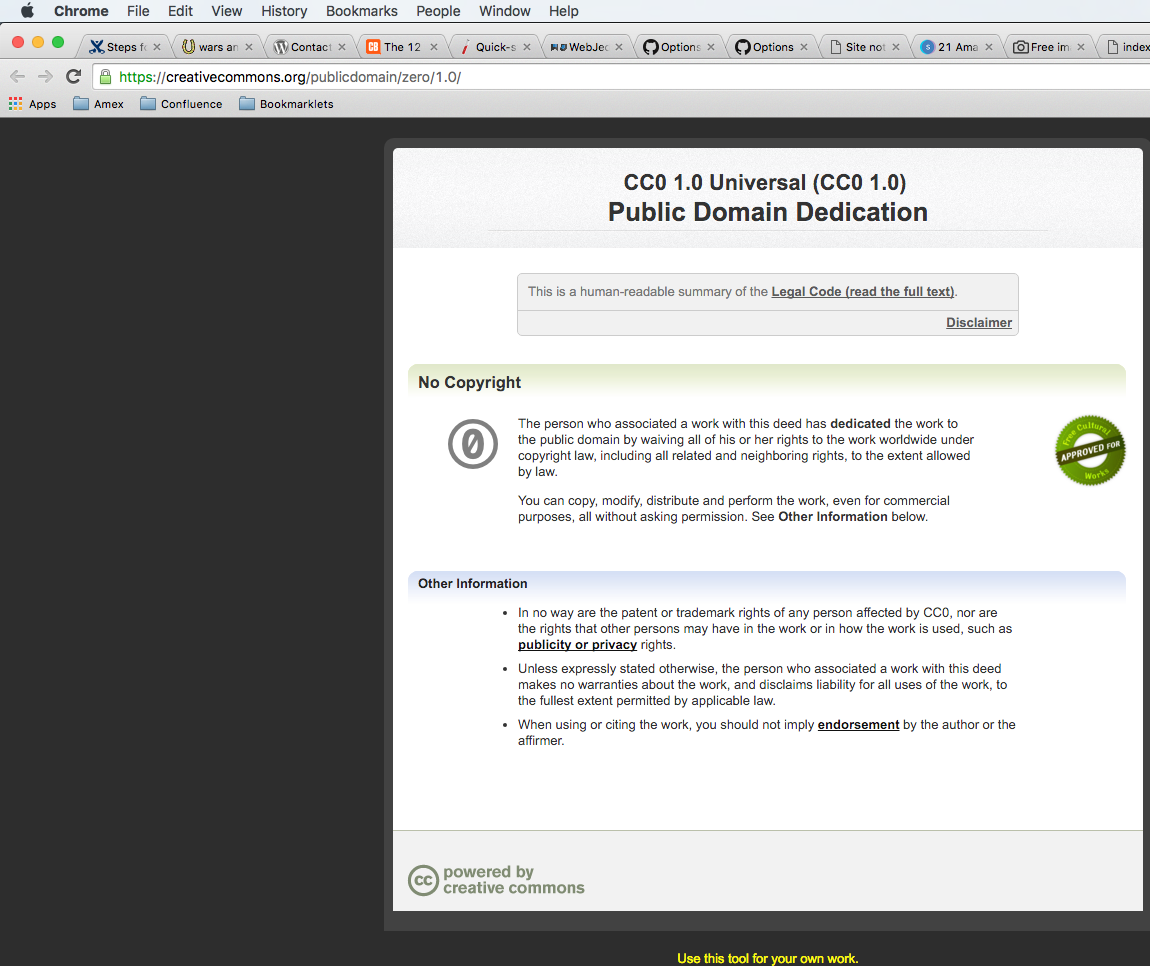 Chrome File Edit View History Bookmarks People Window Help
Steps f wars an Contact The 12 Quick-s WebJec Options Options Site not 21 Ama Free im index
https://creativecommons.org/publicdomain/zero/1.0/
Apps Amex Confluence Bookmarklets
CC0 1.0 Universal (CC0 1.0)
Public Domain Dedication
This is a human-readable summary of the Legal Code (read the full text).
Disclaimer
No Copyright
The person who associated a work with this deed has dedicated the work to
the public domain by waiving all of his or her rights to the work worldwide under
copyright law, including all related and neighboring rights, to the extent allowed
by law.
Free Cultural
APPROVED FOR
Works
You can copy, modify, distribute and perform the work, even for commercial
purposes, all without asking permission. See Other Information below.
Other Information
• In no way are the patent or trademark rights of any person affected by CC0, nor are
the rights that other persons may have in the work or in how the work is used, such as
publicity or privacy rights.
• Unless expressly stated otherwise, the person who associated a work with this deed
makes no warranties about the work, and disclaims liability for all uses of the work, to
the fullest extent permitted by applicable law.
• When using or citing the work, you should not imply endorsement by the author or the
affirmer.
cc powered by
creative commons
Use this tool for your own work.